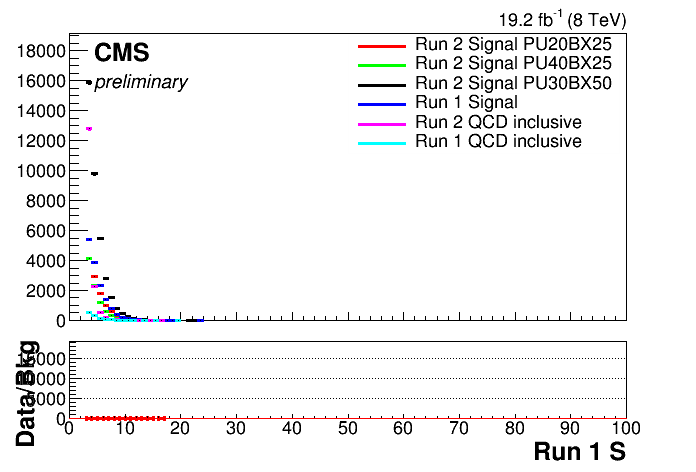 19.2 fb-1 (8 TeV)
CMS
preliminary
Run 2 Signal PU20BX25
Run 2 Signal PU40BX25
Run 2 Signal PU30BX50
Run 1 Signal
Run 2 QCD inclusive
Run 1 QCD inclusive
18000
16000
14000
12000
10000
8000
6000
4000
2000
0
Data/Bkg
0
0 10 20 30 40 50 60 70 80 90 100
Run 1 S